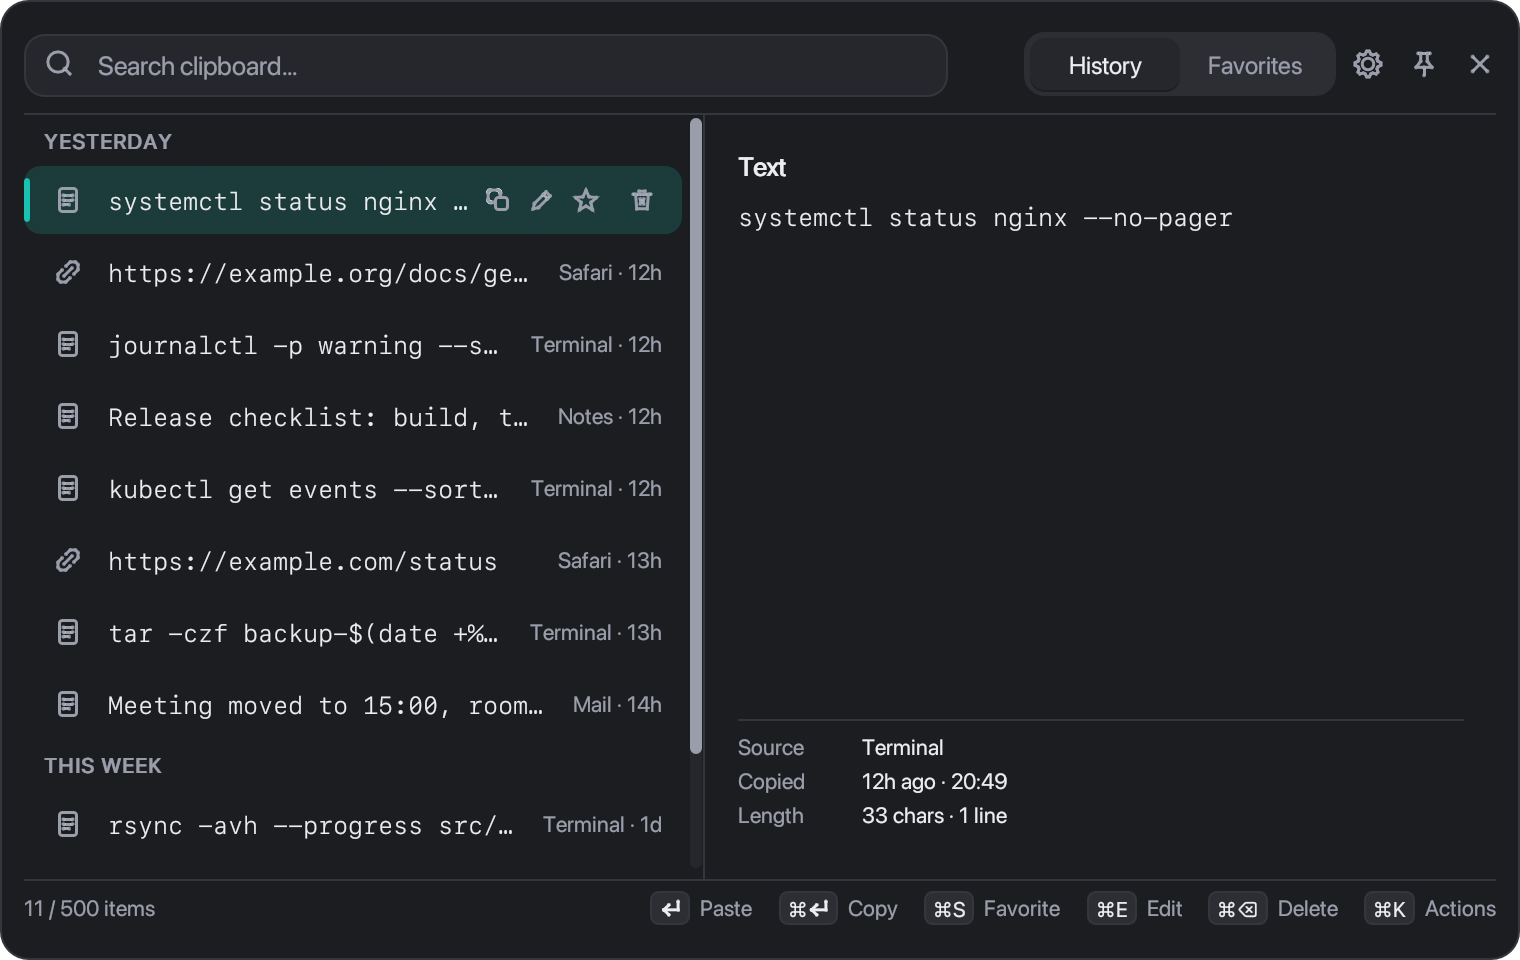 Search clipboard...
History
Favorites
YESTERDAY
systemctl status nginx …
https://example.org/docs/ge… Safari · 12h
journalctl -p warning --s… Terminal · 12h
Release checklist: build, t… Notes · 12h
kubectl get events --sort… Terminal · 12h
https://example.com/status Safari · 13h
tar -czf backup-$(date +%… Terminal · 13h
Meeting moved to 15:00, room… Mail · 14h
THIS WEEK
rsync -avh --progress src/… Terminal · 1d
Text
systemctl status nginx --no-pager
Source Terminal
Copied 12h ago · 20:49
Length 33 chars · 1 line
11 / 500 items
↵ Paste ⌘↵ Copy ⌘S Favorite ⌘E Edit ⌘⌫ Delete ⌘K Actions